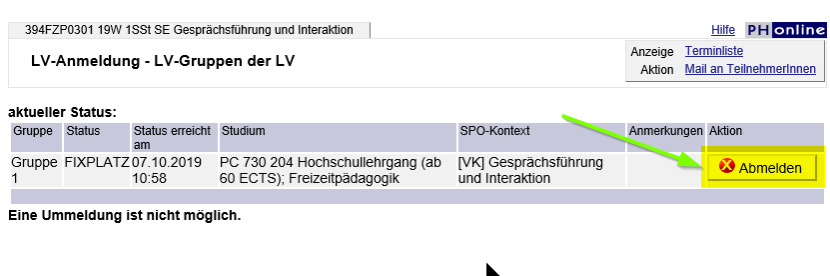 394FZP0301 19W 1SSt SE Gesprächsführung und Interaktion
Hilfe PH online
LV-Anmeldung - LV-Gruppen der LV
Anzeige Terminliste
Aktion Mail an TeilnehmerInnen
aktueller Status:
Gruppe Status Status erreicht am Studium SPO-Kontext Anmerkungen Aktion
Gruppe 1 FIXPLATZ 07.10.2019 10:58 PC 730 204 Hochschullehrgang (ab 60 ECTS); Freizeitpädagogik [VK] Gesprächsführung und Interaktion Abmelden
Eine Ummeldung ist nicht möglich.